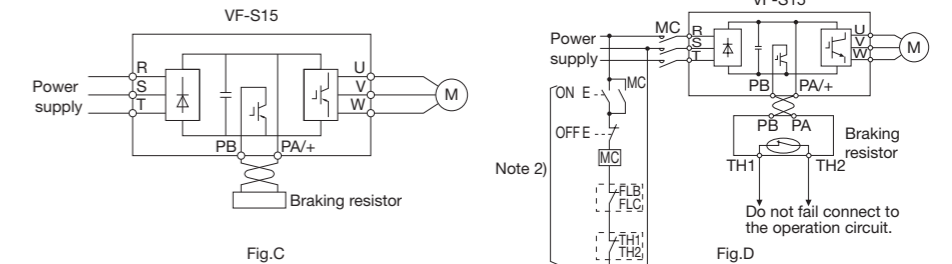 VF-S15
R
S
T
Power
supply
U
V
W
M
PB
PA/+
Braking resistor
Fig.C
VF-S15
Power
supply
MC
R
S
T
U
V
W
M
PB
PA/+
ON E
MC
OFF E
MC
Note 2)
FLB
FLC
TH1
TH2
PB PA
Braking
resistor
TH1
TH2
Do not fail connect to
the operation circuit.
Fig.D